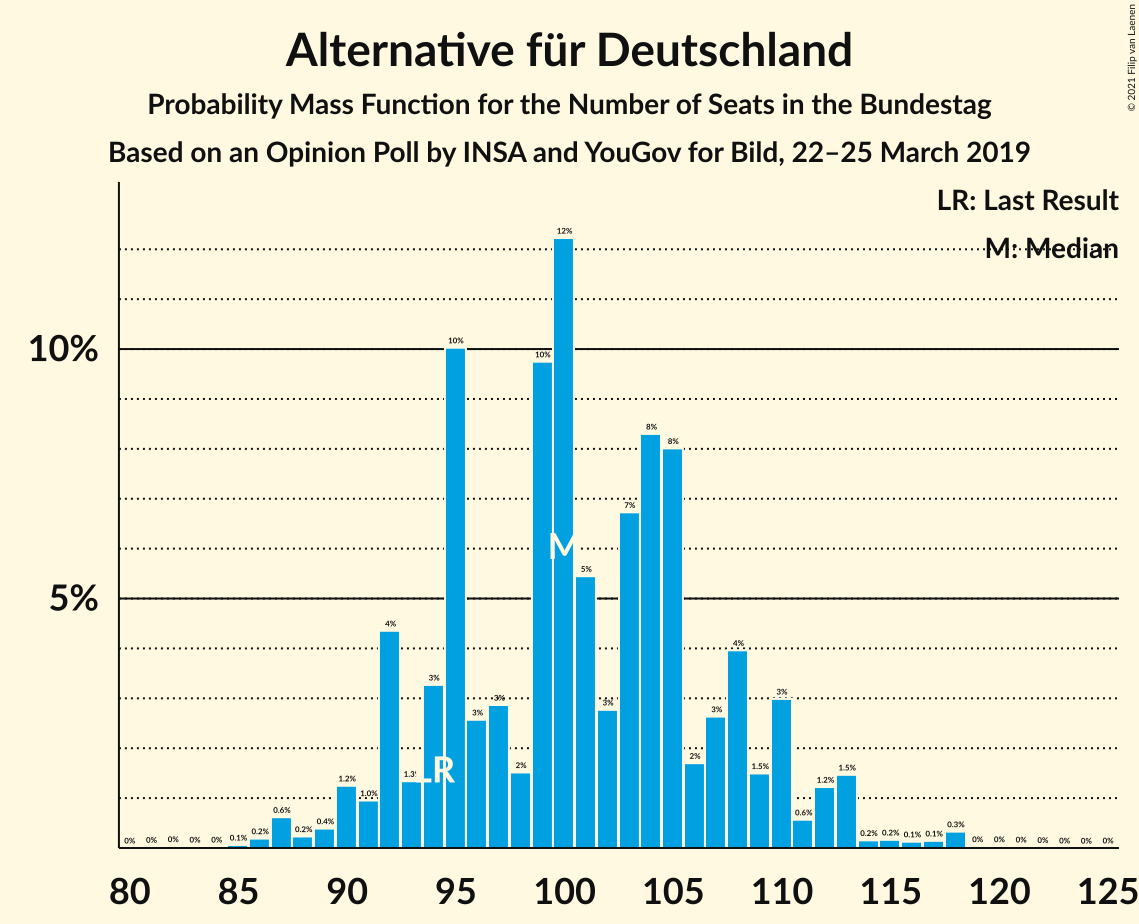 Alternative für Deutschland
Probability Mass Function for the Number of Seats in the Bundestag
Based on an Opinion Poll by INSA and YouGov for Bild, 22–25 March 2019
© 2021 Filip van Laenen
LR: Last Result
M: Median
10%
5%
0% 0% 0% 0% 0% 0.1% 0.2% 0.6% 0.2% 0.4% 1.2% 1.0% 4% 1.3% 3% 10% 3% 3% 2% 10% 12% 5% 3% 7% 8% 8% 2% 3% 4% 1.5% 3% 0.6% 1.2% 1.5% 0.2% 0.2% 0.1% 0.1% 0.3% 0% 0% 0% 0% 0% 0% 0%
LR
M
80 85 90 95 100 105 110 115 120 125